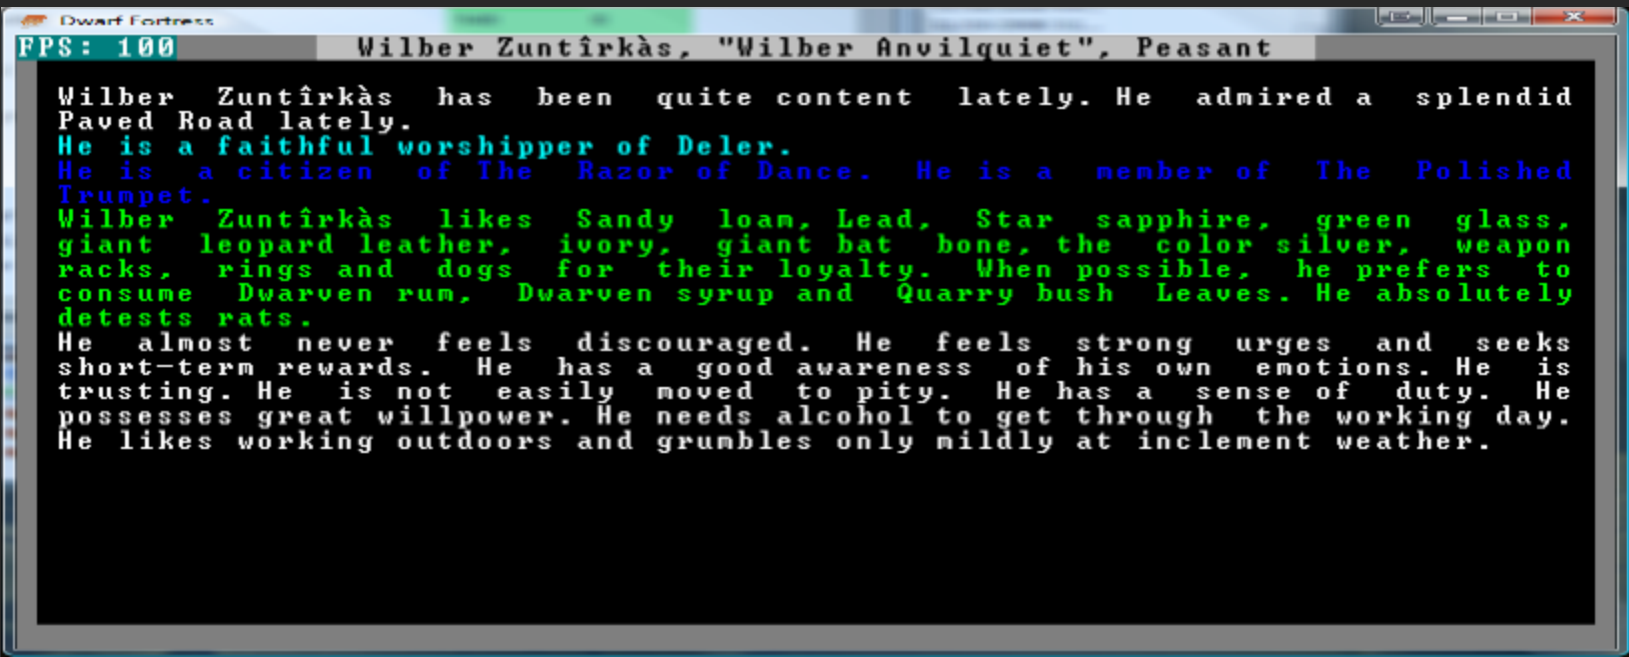 Dwarf Fortress
FPS: 100
Wilber Zuntîrkàs, "Wilber Anvilquiet", Peasant
Wilber Zuntîrkàs has been quite content lately. He admired a splendid
Paved Road lately.
He is a faithful worshipper of Deler.
He is a citizen of The Razor of Dance. He is a member of The Polished
Trumpet.
Wilber Zuntîrkàs likes Sandy loam, Lead, Star sapphire, green glass,
giant leopard leather, ivory, giant bat bone, the color silver, weapon
racks, rings and dogs for their loyalty. When possible, he prefers to
consume Dwarven rum, Dwarven syrup and Quarry bush Leaves. He absolutely
detests rats.
He almost never feels discouraged. He feels strong urges and seeks
short-term rewards. He has a good awareness of his own emotions. He is
trusting. He is not easily moved to pity. He has a sense of duty. He
possesses great willpower. He needs alcohol to get through the working day.
He likes working outdoors and grumbles only mildly at inclement weather.